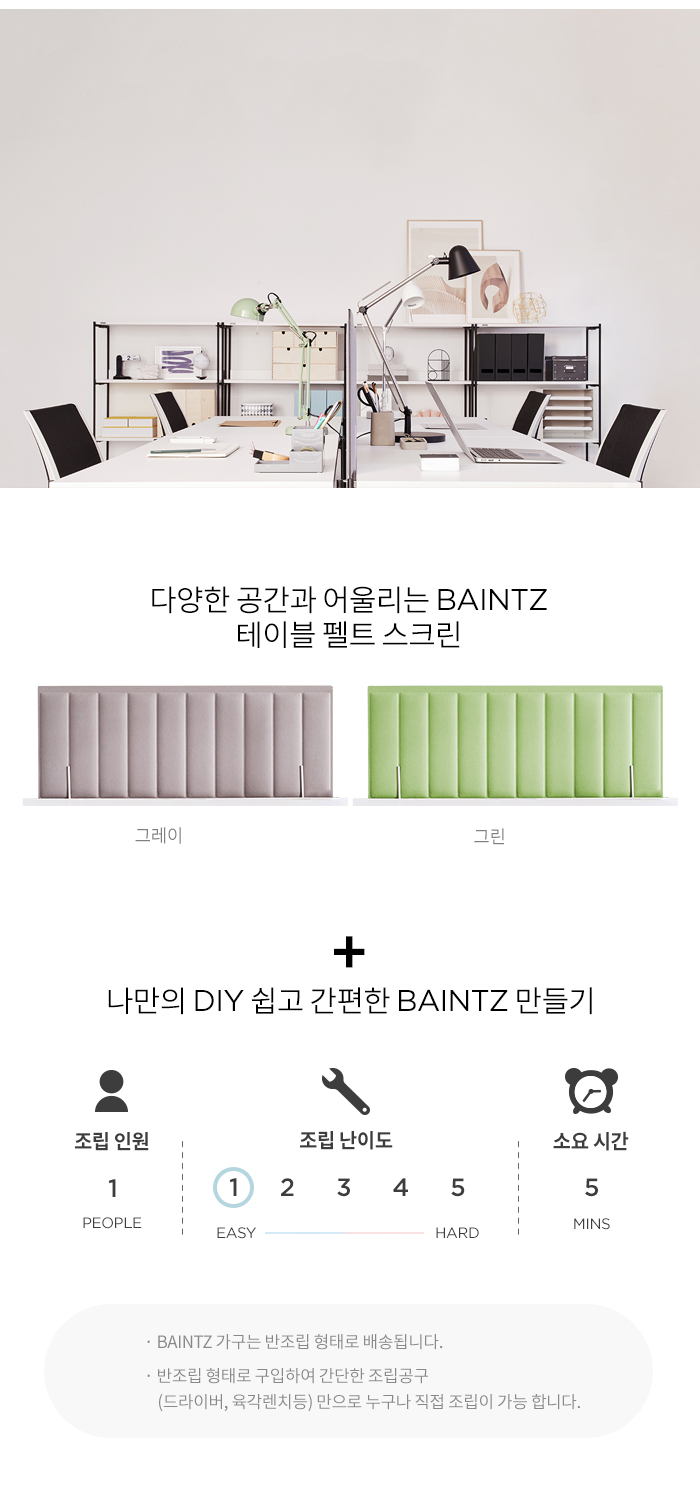 다양한 공간과 어울리는 BAINTZ
테이블 펠트 스크린
그레이
그린
나만의 DIY 쉽고 간편한 BAINTZ 만들기
조립 인원
1
PEOPLE
조립 난이도
1 2 3 4 5
EASY HARD
소요 시간
5
MINS
· BAINTZ 가구는 반조립 형태로 배송됩니다.
· 반조립 형태로 구입하여 간단한 조립공구
(드라이버, 육각렌치등) 만으로 누구나 직접 조립이 가능 합니다.